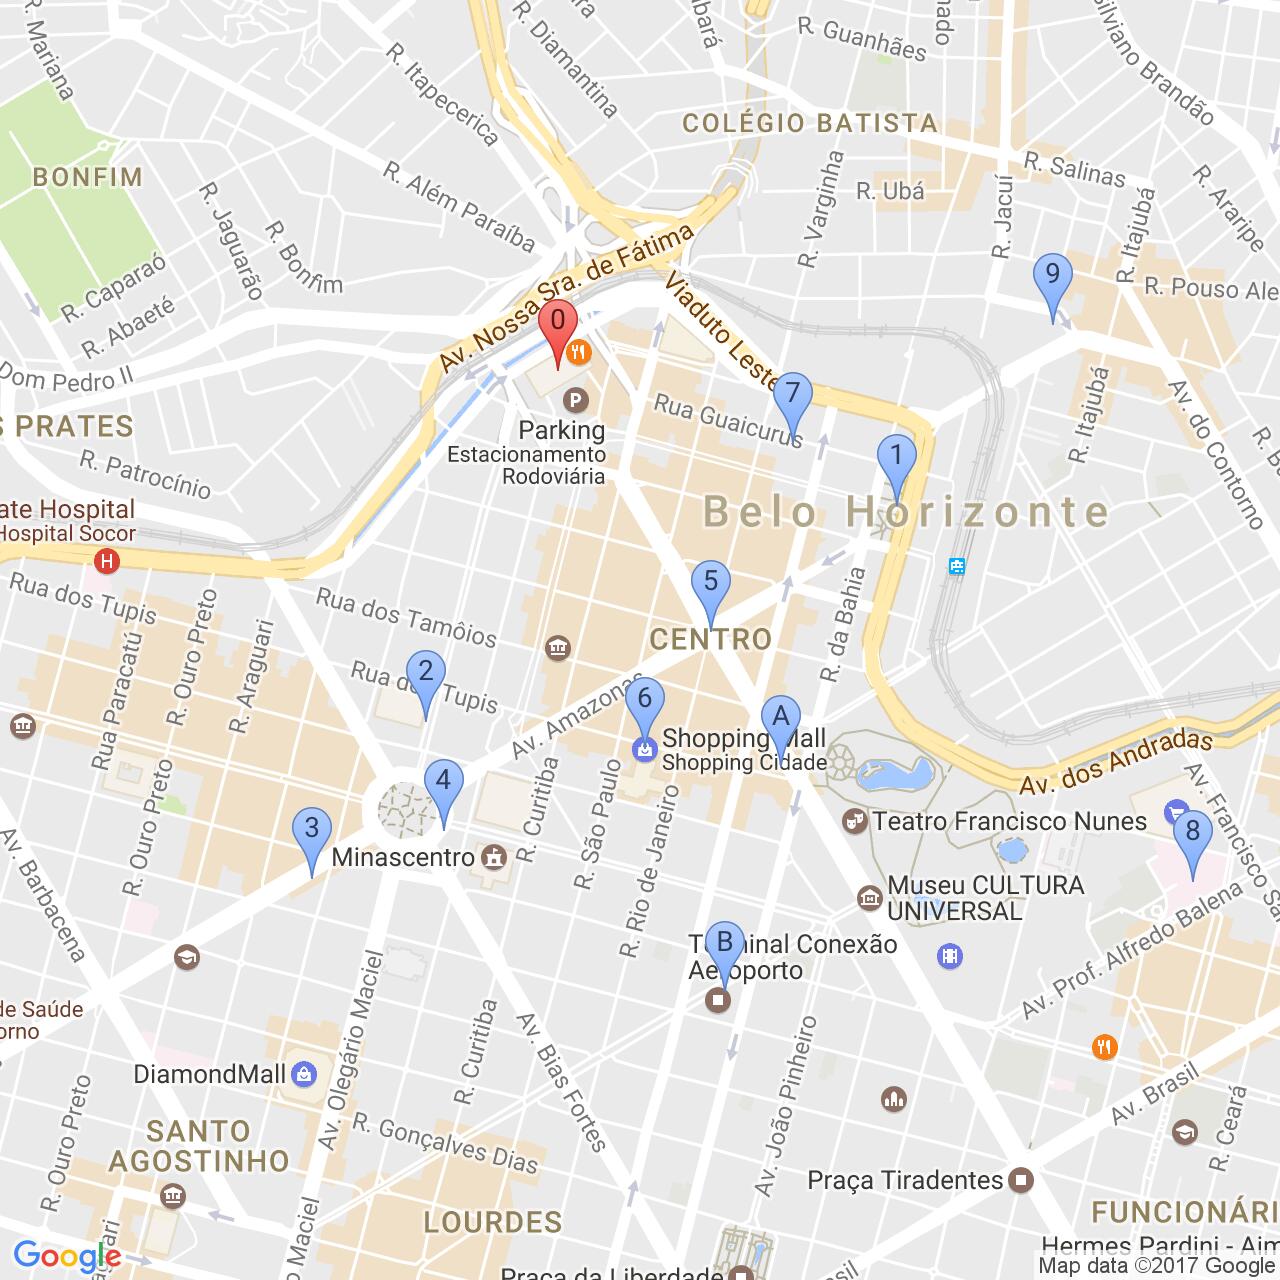 R. Mariana
R. Itapecerica
R. Diamantina
R. Guanhães
Silviano Brandão
COLÉGIO BATISTA
BONFIM
R. Além Paraíba
R. Jaguarão
R. Bonfim
R. Varginha
R. Ubá
R. Jacuí
R. Salinas
R. Itajubá
R. Araripe
R. Caparaó
R. Abaeté
Av. Nossa Sra. de Fátima
Viaduto Leste
R. Pouso Ale
9
0
Dom Pedro II
7
Rua Guaicurus
R. Itajubá
Av. do Contorno
S PRATES
Parking
Estacionamento
Rodoviária
R. Patrocínio
1
Belo Horizonte
ate Hospital
Hospital Socor
Rua dos Tupis
R. Ouro Preto
R. Araguari
Rua Paracatú
Rua dos Tamôios
Rua dos Tupis
5
CENTRO
R. da Bahia
2
Av. Amazonas
6
A
Shopping Mall
Shopping Cidade
Av. dos Andradas
Av. Francisco Sa
4
3
R. Ouro Preto
R. Curitiba
R. São Paulo
R. Rio de Janeiro
Teatro Francisco Nunes
8
Minascentro
Av. Barbacena
Museu CULTURA
UNIVERSAL
Av. Prof. Alfredo Balena
B
Terminal Conexão
Aeroporto
de Saúde
orno
Av. Olegário Maciel
R. Curitiba
Av. Bias Fortes
Av. João Pinheiro
DiamondMall
Av. Brasil
R. Ceará
R. Ouro Preto
SANTO
AGOSTINHO
R. Gonçalves Dias
Praça Tiradentes
LOURDES
FUNCIONÁRI
Hermes Pardini - Aim
Praça da Liberdade
Google
Map data ©2017 Google